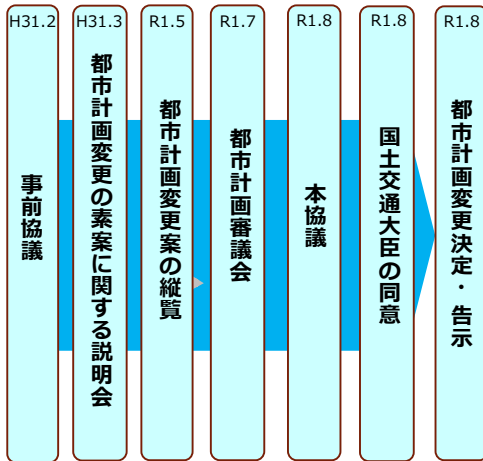 H31.2
事前協議
H31.3
都市計画変更の素案に関する説明会
R1.5
都市計画変更案の縦覧
R1.7
都市計画審議会
R1.8
本協議
R1.8
国土交通大臣の同意
R1.8
都市計画変更決定・告示